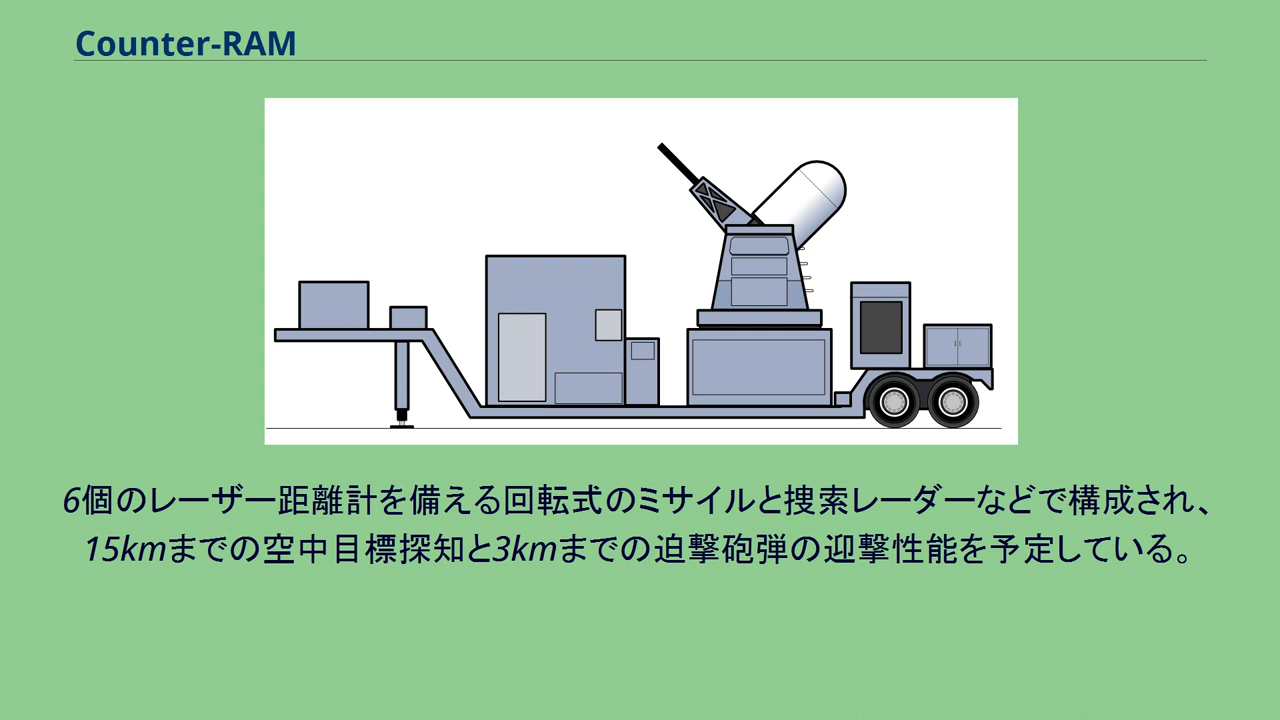 Counter-RAM
6個のレーザー距離計を備える回転式のミサイルと捜索レーダーなどで構成され、
15kmまでの空中目標探知と3kmまでの迫撃砲弾の迎撃性能を予定している。